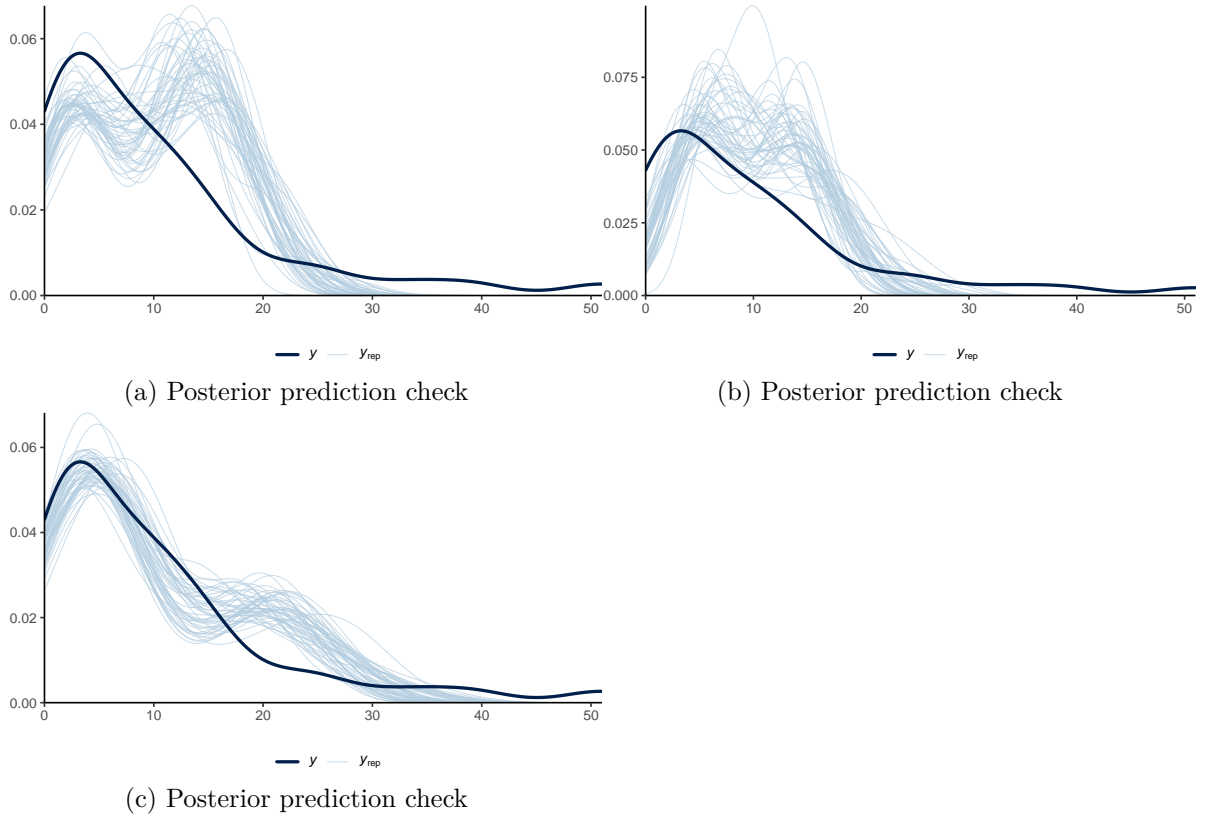 0.06
0.04
0.02
0.00
0 10 20 30 40 50
y yrep
(a) Posterior prediction check
0.075
0.050
0.025
0.000
0 10 20 30 40 50
y yrep
(b) Posterior prediction check
0.06
0.04
0.02
0.00
0 10 20 30 40 50
y yrep
(c) Posterior prediction check